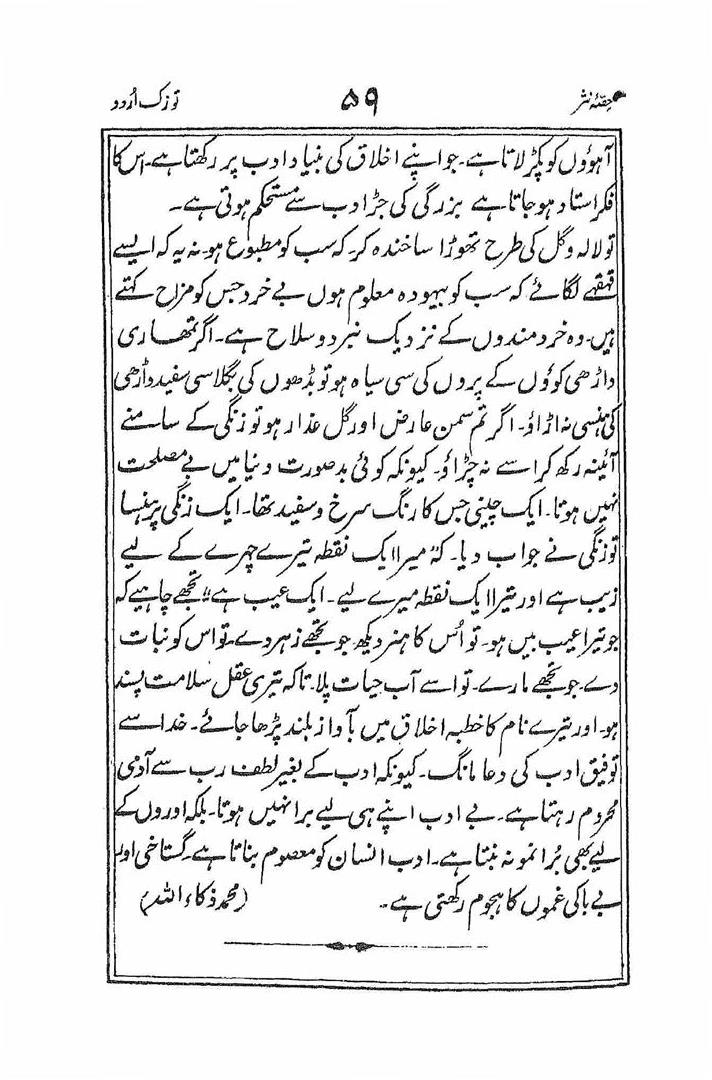 حصّۂ نثر ۵۹ توزکِ اُردو
آہوؤں کو پکڑ لاتا ہے۔ جو اپنے اخلاق کی بنیاد ادب پر رکھتا ہے۔ اس کا
فکر استاد ہو جاتا ہے بزرگی کی جڑ ادب سے مستحکم ہوتی ہے۔
تو لالہ و گل کی طرح تھوڑا سا خندہ کر کہ سب کو مطبوع ہو۔ نہ یہ کہ ایسے
قہقہے لگائے کہ سب کو بیہودہ معلوم ہوں بے خرد جس کو مزاح کہتے
ہیں۔ وہ خردمندوں کے نزدیک نبرد و سلاح ہے۔ اگر تمھاری
داڑھی کوؤں کے پروں کی سی سیاہ ہو تو بڈھوں کی بگلا سی سفید داڑھی
کی ہنسی نہ اڑاؤ۔ اگر تم سمن عارض اور گل عذار ہو تو زنگی کے سامنے
آئینہ رکھ کر اسے نہ چڑاؤ۔ کیونکہ کوئی بدصورت دنیا میں بے مصلحت
نہیں ہوتا۔ ایک چینی جس کا رنگ سرخ و سفید تھا۔ ایک زنگی پر ہنسا
تو زنگی نے جواب دیا۔ کہ "میرا ایک نقطہ تیرے چہرے کے لیے
زیب ہے اور تیرا ایک نقطہ میرے لیے۔ ایک عیب ہے" تجھے چاہیے کہ
جو تیرا عیب بیں ہو۔ تو اُس کا ہنر دیکھ جو تجھے زہر دے۔ تو اس کو نبات
دے۔ جو تجھے مارے۔ تو اسے آب حیات پلا۔ تاکہ تیری عقل سلامت پسند
ہو۔ اور تیرے نام کا خطبہ اخلاق میں بآواز بلند پڑھا جائے۔ خدا سے
توفیق ادب کی دعا مانگ۔ کیونکہ ادب کے بغیر لطف رب سے آدمی
محروم رہتا ہے۔ بے ادب اپنے ہی لیے برا نہیں ہوتا۔ بلکہ اوروں کے
لیے بھی بُرا نمونہ بنتا ہے۔ ادب انسان کو معصوم بناتا ہے۔ گستاخی اور
بے باکی غموں کا ہجوم رکھتی ہے۔ (محمد ذکاء اللہ)